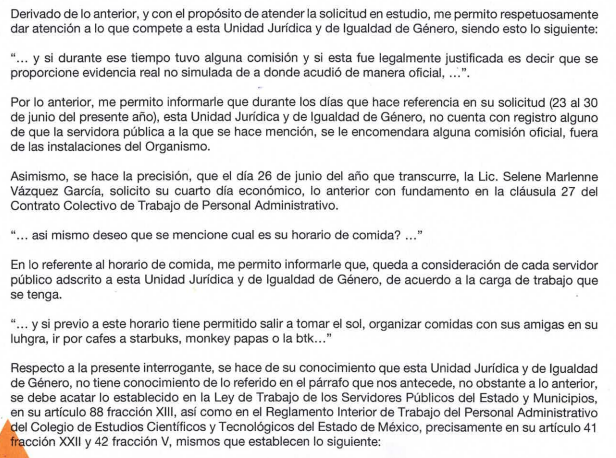 Derivado de lo anterior, y con el propósito de atender la solicitud en estudio, me permito respetuosamente
dar atención a lo que compete a esta Unidad Jurídica y de Igualdad de Género, siendo esto lo siguiente:
“... y si durante ese tiempo tuvo alguna comisión y si esta fue legalmente justificada es decir que se
proporcione evidencia real no simulada de a donde acudió de manera oficial, ...”.
Por lo anterior, me permito informarle que durante los días que hace referencia en su solicitud (23 al 30
de junio del presente año), esta Unidad Jurídica y de Igualdad de Género, no cuenta con registro alguno
de que la servidora pública a la que se hace mención, se le encomendara alguna comisión oficial, fuera
de las instalaciones del Organismo.
Asimismo, se hace la precisión, que el día 26 de junio del año que transcurre, la Lic. Selene Marlenne
Vázquez García, solicito su cuarto día económico, lo anterior con fundamento en la cláusula 27 del
Contrato Colectivo de Trabajo de Personal Administrativo.
“... asi mismo deseo que se mencione cual es su horario de comida? ...”
En lo referente al horario de comida, me permito informarle que, queda a consideración de cada servidor
público adscrito a esta Unidad Jurídica y de Igualdad de Género, de acuerdo a la carga de trabajo que
se tenga.
“... y si previo a este horario tiene permitido salir a tomar el sol, organizar comidas con sus amigas en su
luhgra, ir por cafes a starbuks, monkey papas o la btk...”
Respecto a la presente interrogante, se hace de su conocimiento que esta Unidad Jurídica y de Igualdad
de Género, no tiene conocimiento de lo referido en el párrafo que nos antecede, no obstante a lo anterior,
se debe acatar lo establecido en la Ley de Trabajo de los Servidores Públicos del Estado y Municipios,
en su artículo 88 fracción XIII, así como en el Reglamento Interior de Trabajo del Personal Administrativo
del Colegio de Estudios Científicos y Tecnológicos del Estado de México, precisamente en su artículo 41
fracción XXII y 42 fracción V, mismos que establecen lo siguiente: